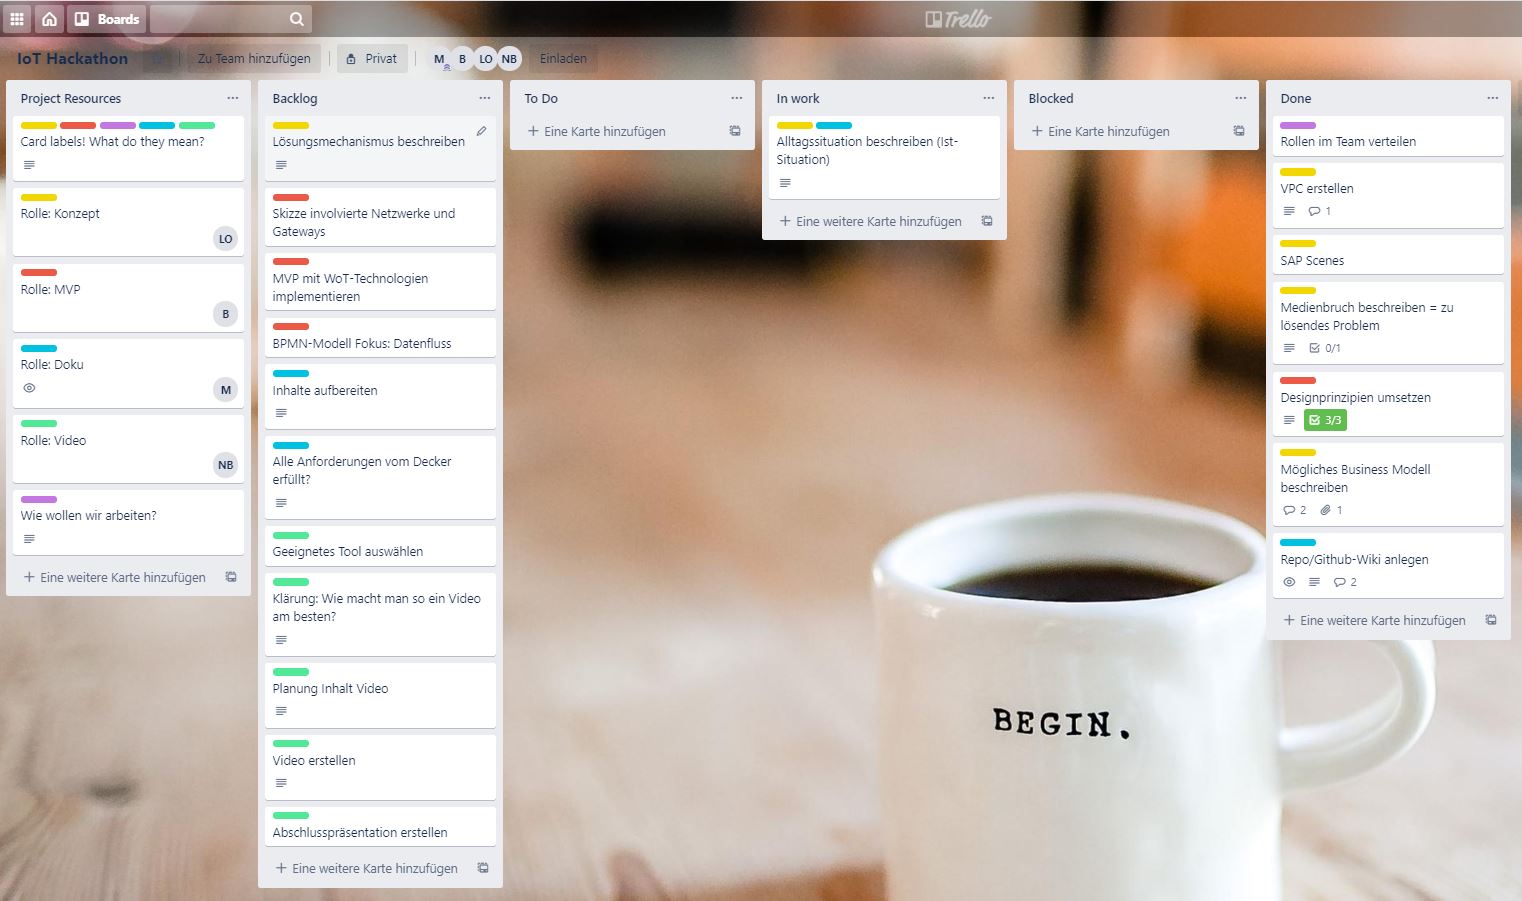 Boards
Trello
IoT Hackathon
Zu Team hinzufügen
Privat
M
B
LO
NB
Einladen
Project Resources
Card labels! What do they mean?
Rolle: Konzept
LO
Rolle: MVP
B
Rolle: Doku
M
Rolle: Video
NB
Wie wollen wir arbeiten?
+ Eine weitere Karte hinzufügen
Backlog
Lösungsmechanismus beschreiben
Skizze involvierte Netzwerke und
Gateways
MVP mit WoT-Technologien
implementieren
BPMN-Modell Fokus: Datenfluss
Inhalte aufbereiten
Alle Anforderungen vom Decker
erfüllt?
Geeignetes Tool auswählen
Klärung: Wie macht man so ein Video
am besten?
Planung Inhalt Video
Video erstellen
Abschlusspräsentation erstellen
+ Eine weitere Karte hinzufügen
To Do
+ Eine Karte hinzufügen
In work
Alltagssituation beschreiben (Ist-
Situation)
+ Eine weitere Karte hinzufügen
Blocked
+ Eine Karte hinzufügen
Done
Rollen im Team verteilen
VPC erstellen
1
SAP Scenes
Medienbruch beschreiben = zu
lösendes Problem
0/1
Designprinzipien umsetzen
3/3
Mögliches Business Modell
beschreiben
2 1
Repo/Github-Wiki anlegen
2
+ Eine weitere Karte hinzufügen
BEGIN.